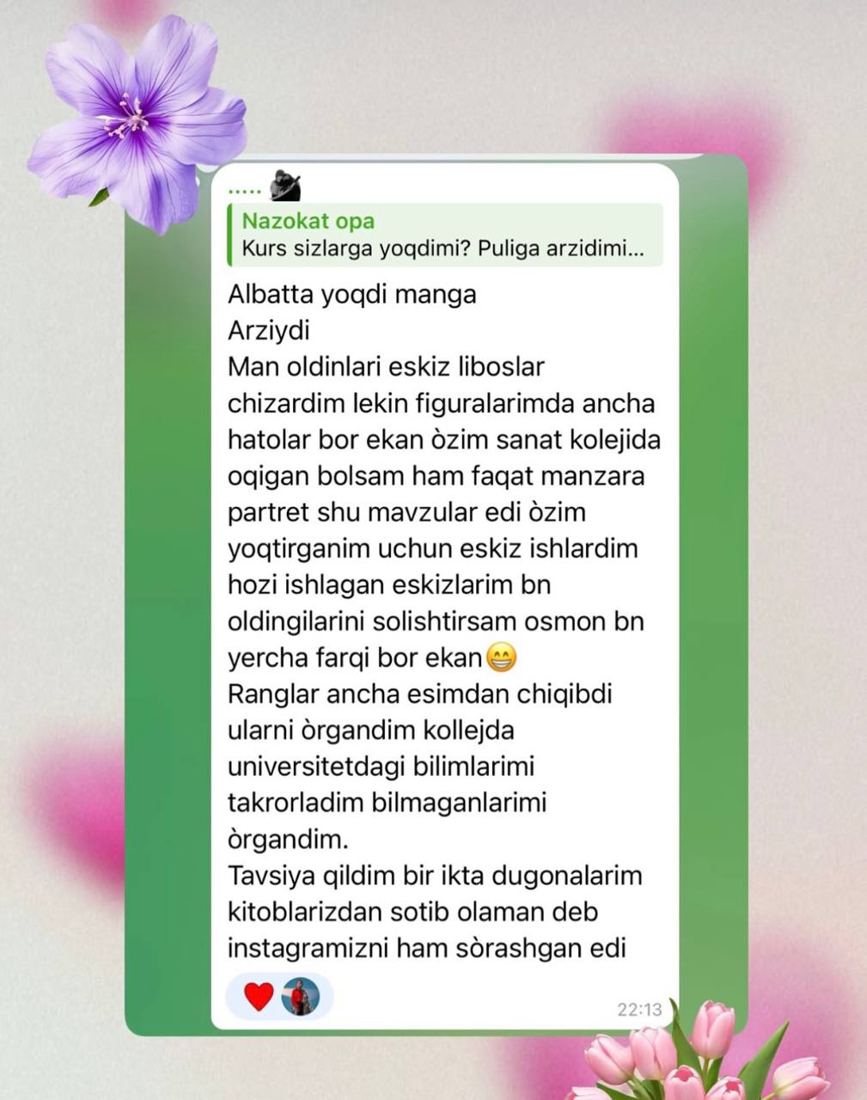 .....
Nazokat opa
Kurs sizlarga yoqdimi? Puliga arzidimi...
Albatta yoqdi manga
Arziydi
Man oldinlari eskiz liboslar
chizardim lekin figuralarimda ancha
hatolar bor ekan òzim sanat kolejida
oqigan bolsam ham faqat manzara
partret shu mavzular edi òzim
yoqtirganim uchun eskiz ishlardim
hozi ishlagan eskizlarim bn
oldingilarini solishtirsam osmon bn
yercha farqi bor ekan😁
Ranglar ancha esimdan chiqibdi
ularni òrgandim kollejda
universitetdagi bilimlarimi
takrorladim bilmaganlarimi
òrgandim.
Tavsiya qildim bir ikta dugonalarim
kitoblarizdan sotib olaman deb
instagramizni ham sòrashgan edi
22:13